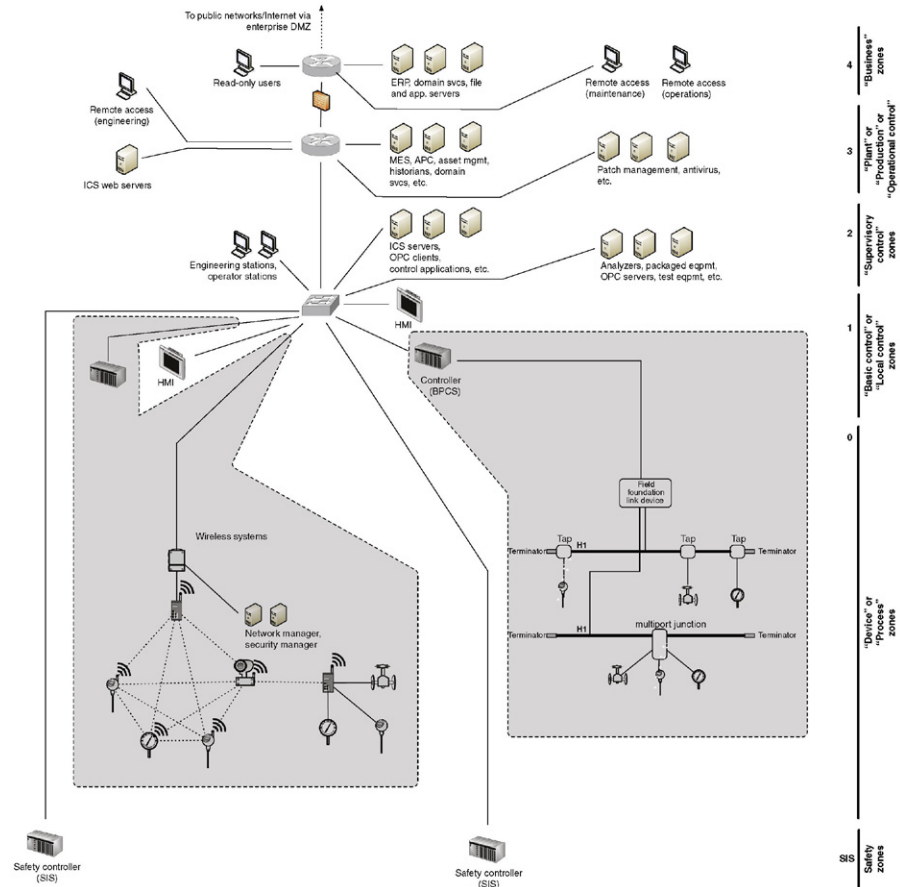 To public networks/Internet via
enterprise DMZ
Read-only users
ERP, domain svcs, file
and app. servers
Remote access
(maintenance)
Remote access
(operations)
4
"Business"
zones
Remote access
(engineering)
ICS web servers
MES, APC, asset mgmt,
historians, domain
svcs, etc.
Patch management, antivirus,
etc.
3
"Plant" or
"Production" or
"Operational control"
zones
Engineering stations,
operator stations
ICS servers,
OPC clients,
control applications, etc.
Analyzers, packaged eqpmt,
OPC servers, test eqpmt, etc.
2
"Supervisory
control"
zones
HMI
HMI
Controller
(BPCS)
1
"Basic control" or
"Local control"
zones
0
Field
foundation
link device
Wireless systems
Terminator
Tap
H1
Tap
Tap
Terminator
Network manager,
security manager
Terminator
H1
multiport junction
Terminator
"Device" or
"Process"
zones
Safety controller
(SIS)
Safety controller
(SIS)
SIS
Safety
zones